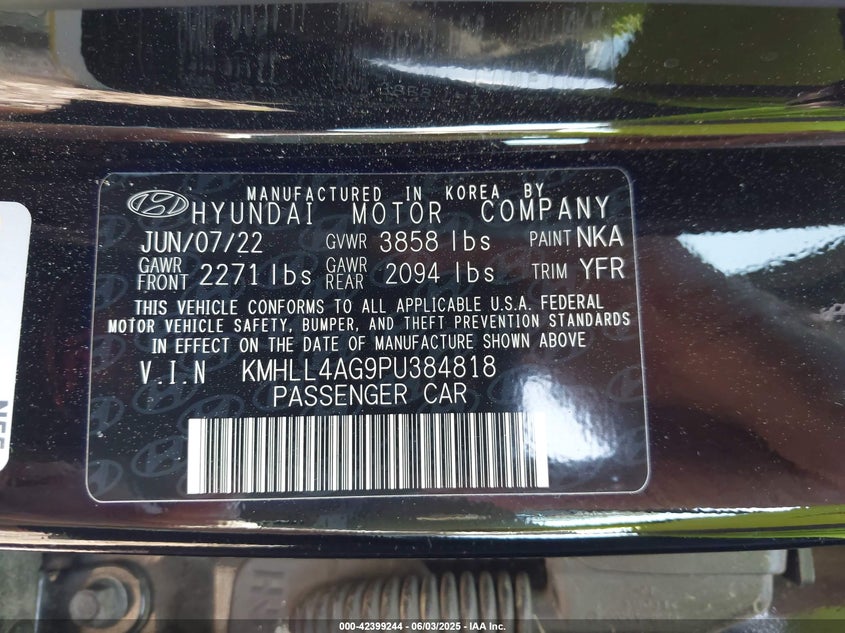 MANUFACTURED IN KOREA BY
HYUNDAI MOTOR COMPANY
JUN/07/22 GVWR 3858 lbs PAINT NKA
GAWR FRONT 2271 lbs GAWR REAR 2094 lbs TRIM YFR
THIS VEHICLE CONFORMS TO ALL APPLICABLE U.S.A. FEDERAL
MOTOR VEHICLE SAFETY, BUMPER, AND THEFT PREVENTION STANDARDS
IN EFFECT ON THE DATE OF MANUFACTURE SHOWN ABOVE
V.I.N KMHLL4AG9PU384818
PASSENGER CAR
000-42399244 - 06/03/2025 - IAA Inc.